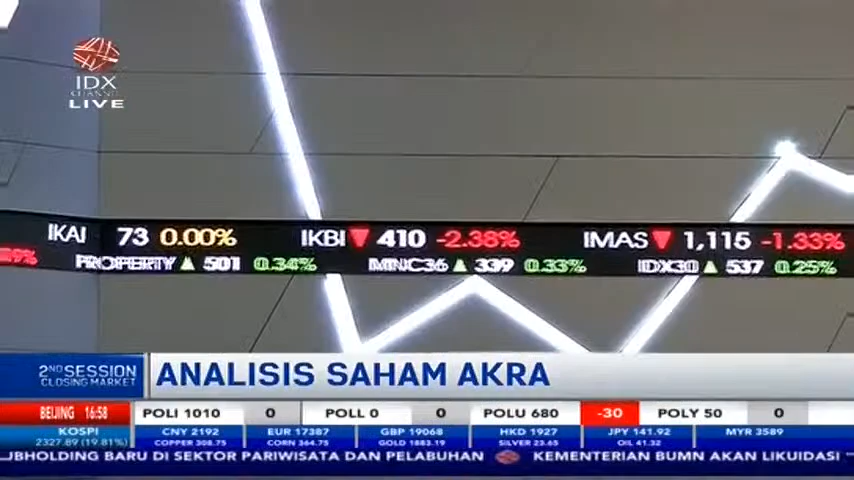 IDX
CHANNEL
LIVE
IKAI 73 0.00% IKBI 410 -2.38% IMAS 1,115 -1.33%
PROPERTY 501 0.34% MNC36 339 0.33% IDX30 537 0.25%
2ND SESSION
CLOSING MARKET
ANALISIS SAHAM AKRA
BEIJING 16:58 POLI 1010 0 POLL 0 0 POLU 680 -30 POLY 50 0
KOSPI CNY 2192 EUR 17387 GBP 19068 HKD 1927 JPY 141.92 MYR 3589
2327.89 (19.81%) COPPER 308.75 CORN 364.75 GOLD 1883.19 SILVER 23.65 OIL 41.32
UBHOLDING BARU DI SEKTOR PARIWISATA DAN PELABUHAN KEMENTERIAN BUMN AKAN LIKUIDASI